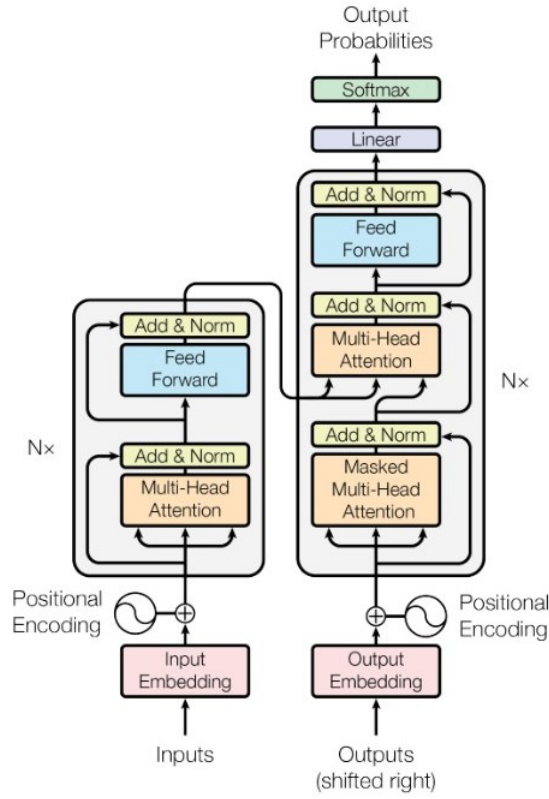 Output
Probabilities
Softmax
Linear
Add & Norm
Feed
Forward
Add & Norm
Multi-Head
Attention
Nx
Add & Norm
Masked
Multi-Head
Attention
Add & Norm
Feed
Forward
Nx
Add & Norm
Multi-Head
Attention
Positional
Encoding
Positional
Encoding
Input
Embedding
Output
Embedding
Inputs
Outputs
(shifted right)